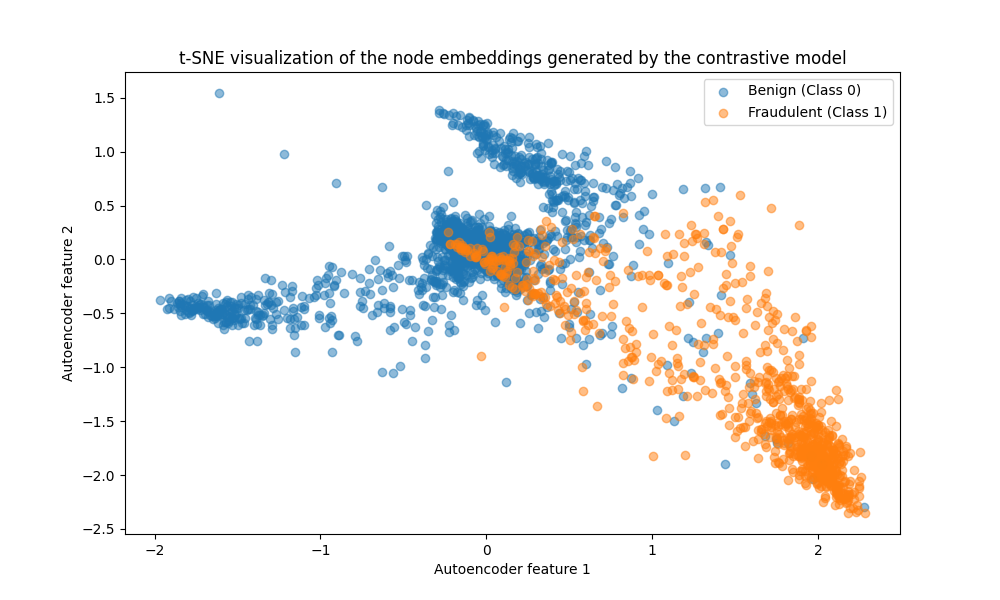 t-SNE visualization of the node embeddings generated by the contrastive model
Benign (Class 0)
Fraudulent (Class 1)
Autoencoder feature 2
1.5
1.0
0.5
0.0
−0.5
−1.0
−1.5
−2.0
−2.5
−2
−1
0
1
2
Autoencoder feature 1